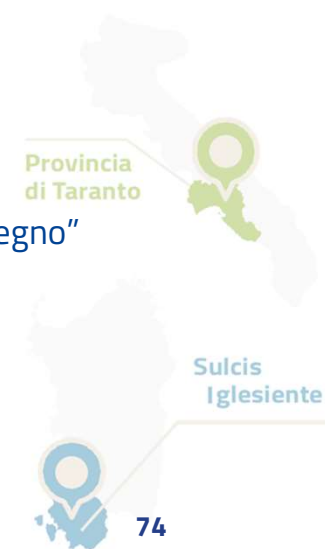 Provincia
di Taranto
egno”
Sulcis
Iglesiente
74